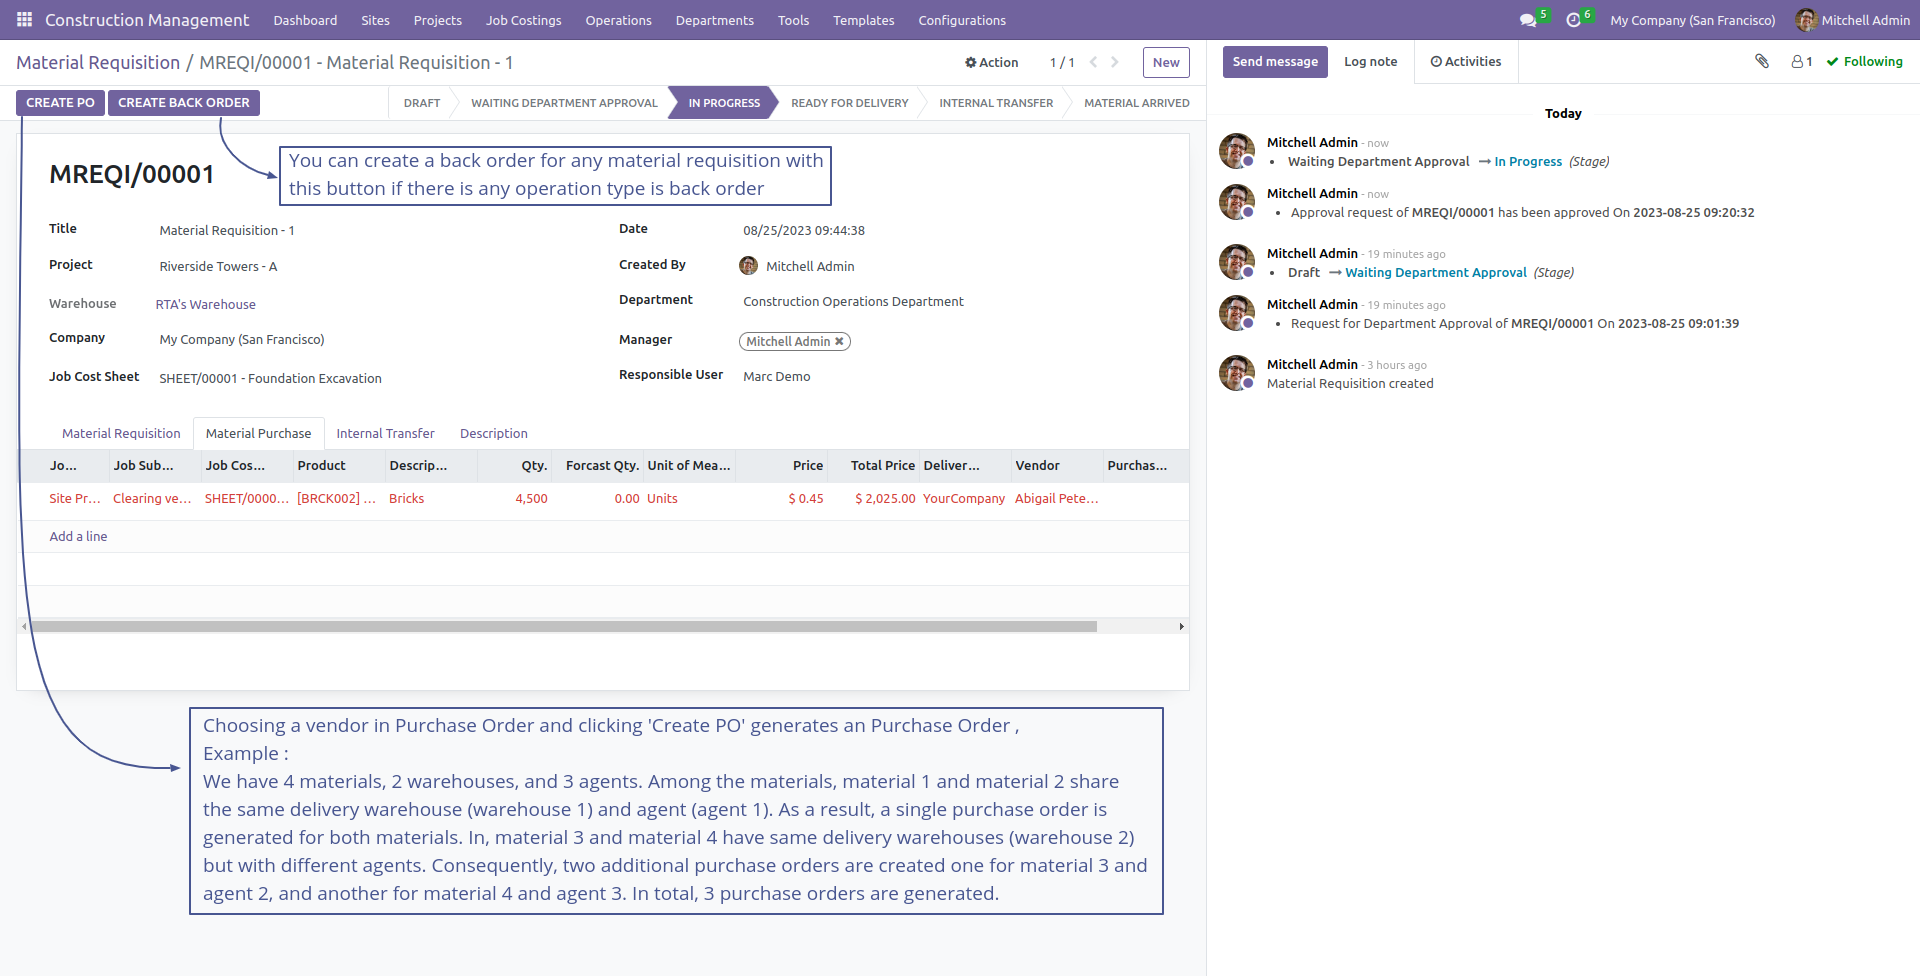 Construction Management Dashboard Sites Projects Job Costings Operations Departments Tools Templates Configurations 5 6 My Company (San Francisco) Mitchell Admin
Material Requisition / MREQI/00001 - Material Requisition - 1 Action 1 / 1 New
CREATE PO CREATE BACK ORDER DRAFT WAITING DEPARTMENT APPROVAL IN PROGRESS READY FOR DELIVERY INTERNAL TRANSFER MATERIAL ARRIVED
You can create a back order for any material requisition with
this button if there is any operation type is back order
MREQI/00001
Title Material Requisition - 1 Date 08/25/2023 09:44:38
Project Riverside Towers - A Created By Mitchell Admin
Warehouse RTA's Warehouse Department Construction Operations Department
Company My Company (San Francisco) Manager Mitchell Admin ✖
Job Cost Sheet SHEET/00001 - Foundation Excavation Responsible User Marc Demo
Material Requisition Material Purchase Internal Transfer Description
Jo... Job Sub... Job Cos... Product Descrip... Qty. Forcast Qty. Unit of Mea... Price Total Price Deliver... Vendor Purchas...
Site Pr... Clearing ve... SHEET/0000... [BRCK002] ... Bricks 4,500 0.00 Units $ 0.45 $ 2,025.00 YourCompany Abigail Pete...
Add a line
Choosing a vendor in Purchase Order and clicking 'Create PO' generates an Purchase Order ,
Example :
We have 4 materials, 2 warehouses, and 3 agents. Among the materials, material 1 and material 2 share
the same delivery warehouse (warehouse 1) and agent (agent 1). As a result, a single purchase order is
generated for both materials. In, material 3 and material 4 have same delivery warehouses (warehouse 2)
but with different agents. Consequently, two additional purchase orders are created one for material 3 and
agent 2, and another for material 4 and agent 3. In total, 3 purchase orders are generated.
Send message Log note Activities 1 Following
Today
Mitchell Admin - now
• Waiting Department Approval → In Progress (Stage)
Mitchell Admin - now
• Approval request of MREQI/00001 has been approved On 2023-08-25 09:20:32
Mitchell Admin - 19 minutes ago
• Draft → Waiting Department Approval (Stage)
Mitchell Admin - 19 minutes ago
• Request for Department Approval of MREQI/00001 On 2023-08-25 09:01:39
Mitchell Admin - 3 hours ago
Material Requisition created